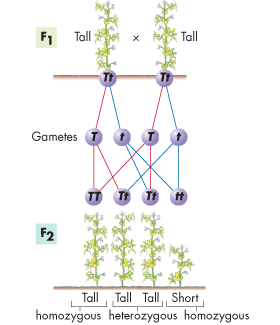 F1 Tall × Tall
Tt Tt
Gametes T t T t
TT Tt Tt tt
F2
Tall Tall Tall Short
homozygous heterozygous homozygous